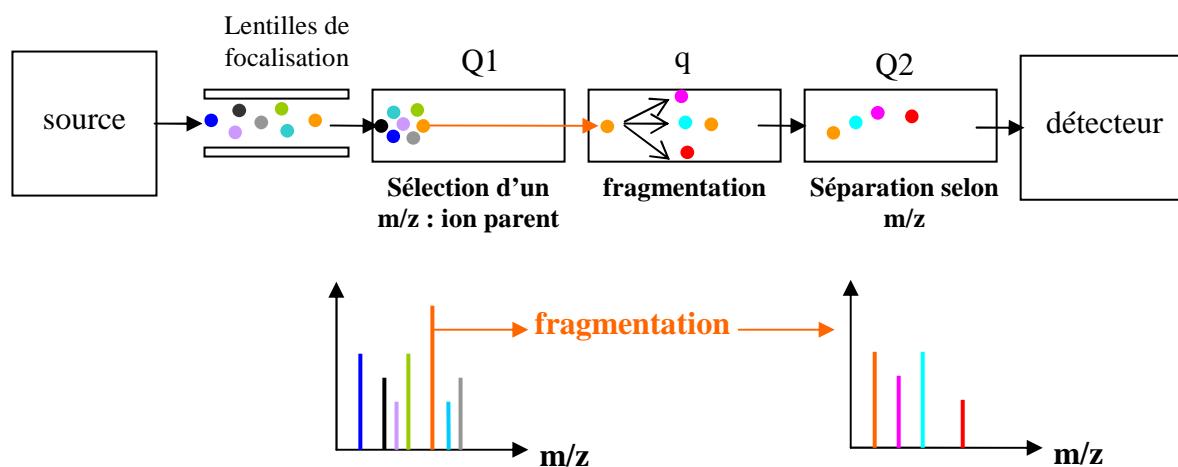 Lentilles de
focalisation
source
Q1
q
Q2
détecteur
Sélection d’un
m/z : ion parent
fragmentation
Séparation selon
m/z
fragmentation
m/z
m/z